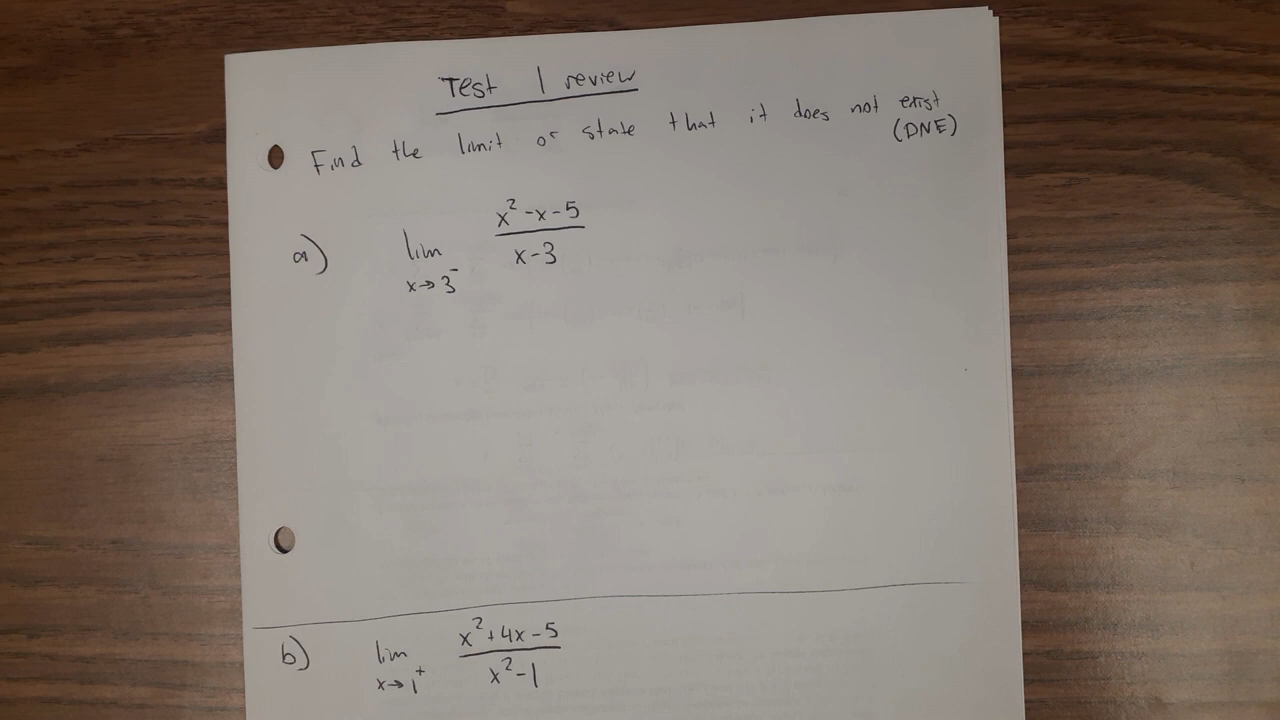 Test 1 review
Find the limit or state that it does not exist
(DNE)
a) lim x→3⁻ (x²-x-5)/(x-3)
b) lim x→1⁺ (x²+4x-5)/(x²-1)